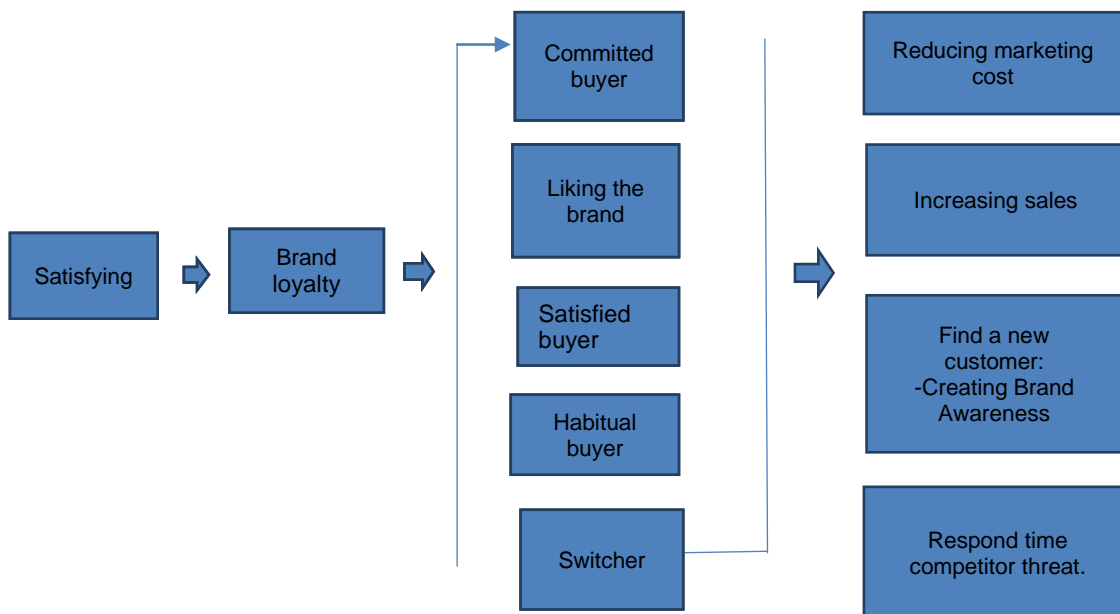 Satisfying
Brand
loyalty
Committed
buyer
Liking the
brand
Satisfied
buyer
Habitual
buyer
Switcher
Reducing marketing
cost
Increasing sales
Find a new
customer:
-Creating Brand
Awareness
Respond time
competitor threat.